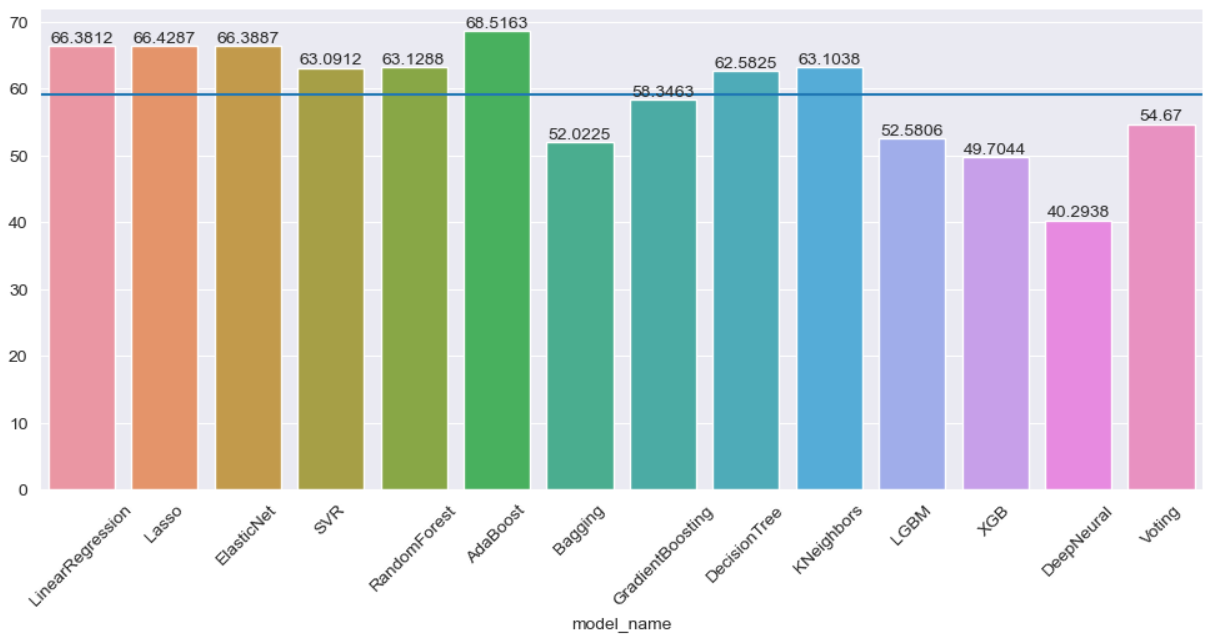 70
60
50
40
30
20
10
0
66.3812
66.4287
66.3887
63.0912
63.1288
68.5163
52.0225
58.3463
62.5825
63.1038
52.5806
49.7044
40.2938
54.67
LinearRegression
Lasso
ElasticNet
SVR
RandomForest
AdaBoost
Bagging
GradientBoosting
DecisionTree
KNeighbors
LGBM
XGB
DeepNeural
Voting
model_name